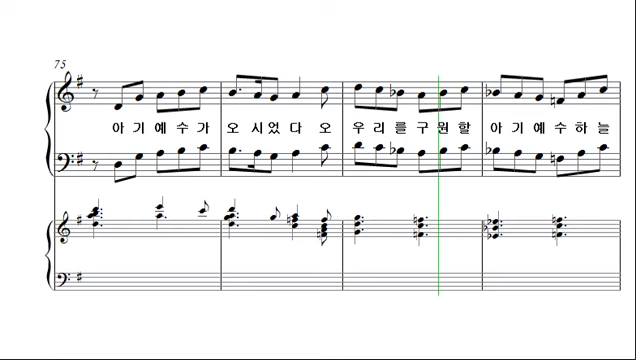 75
아 기 예 수 가 오 시 었 다 오 우 리 를 구 원 할 아 기 예 수 하 늘